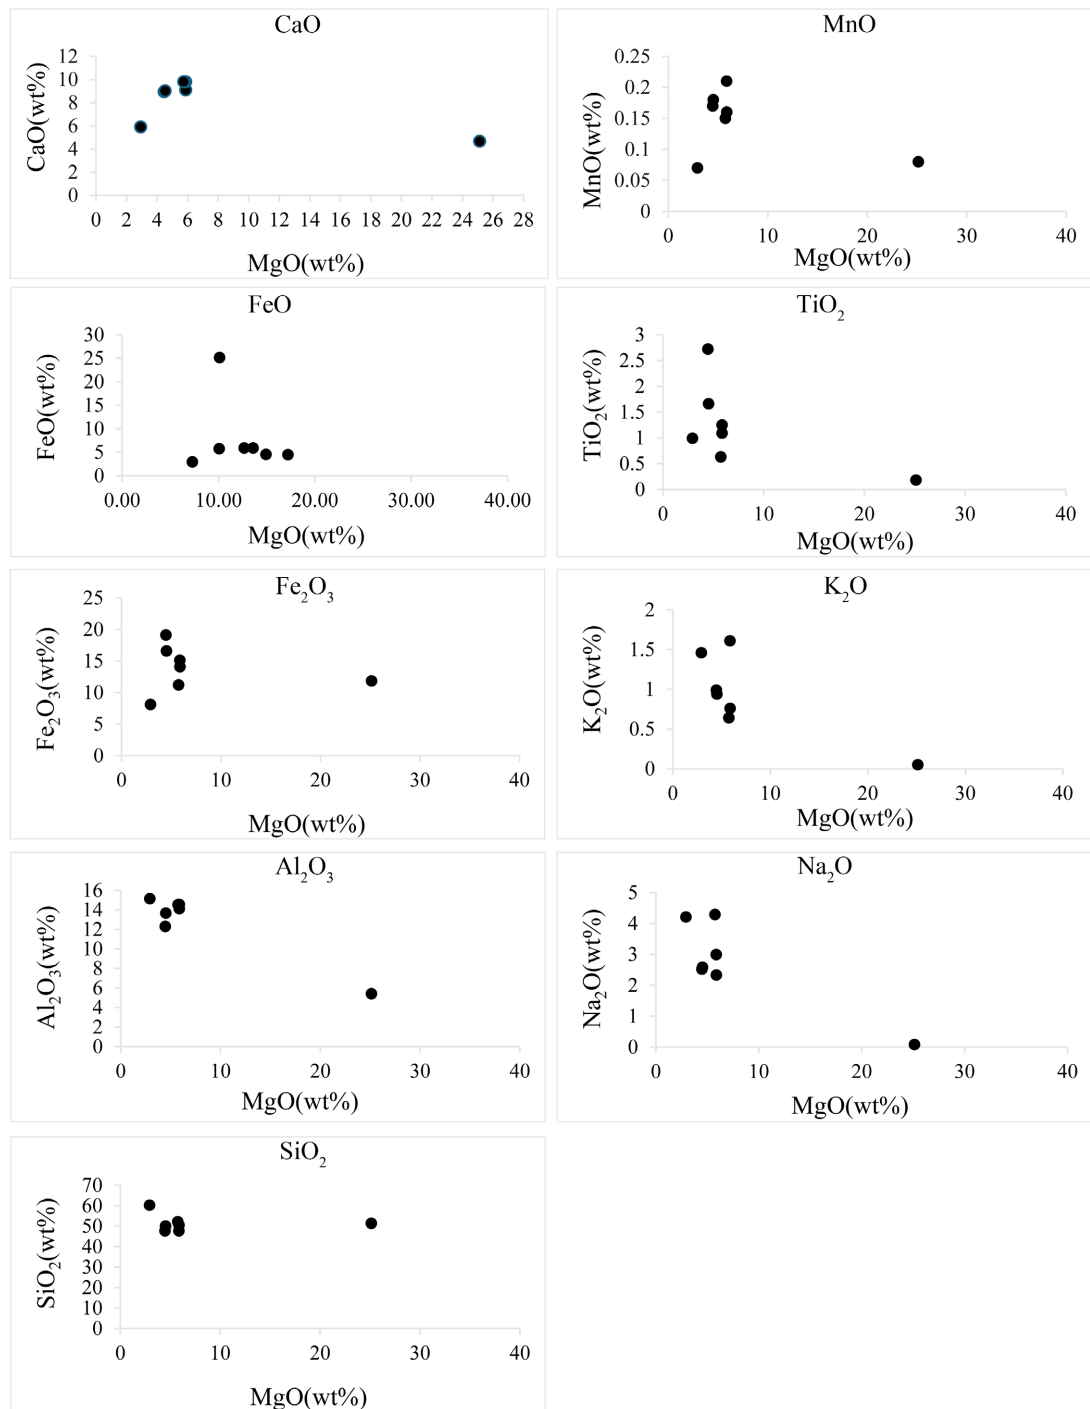 CaO
CaO(wt%)
12
10
8
6
4
2
0
0 2 4 6 8 10 12 14 16 18 20 22 24 26 28
MgO(wt%)
MnO
MnO(wt%)
0.25
0.2
0.15
0.1
0.05
0
0 10 20 30 40
MgO(wt%)
FeO
FeO(wt%)
30
25
20
15
10
5
0
0.00 10.00 20.00 30.00 40.00
MgO(wt%)
TiO₂
TiO₂(wt%)
3
2.5
2
1.5
1
0.5
0
0 10 20 30 40
MgO(wt%)
Fe₂O₃
Fe₂O₃(wt%)
25
20
15
10
5
0
0 10 20 30 40
MgO(wt%)
K₂O
K₂O(wt%)
2
1.5
1
0.5
0
0 10 20 30 40
MgO(wt%)
Al₂O₃
Al₂O₃(wt%)
16
14
12
10
8
6
4
2
0
0 10 20 30 40
MgO(wt%)
Na₂O
Na₂O(wt%)
5
4
3
2
1
0
0 10 20 30 40
MgO(wt%)
SiO₂
SiO₂(wt%)
70
60
50
40
30
20
10
0
0 10 20 30 40
MgO(wt%)